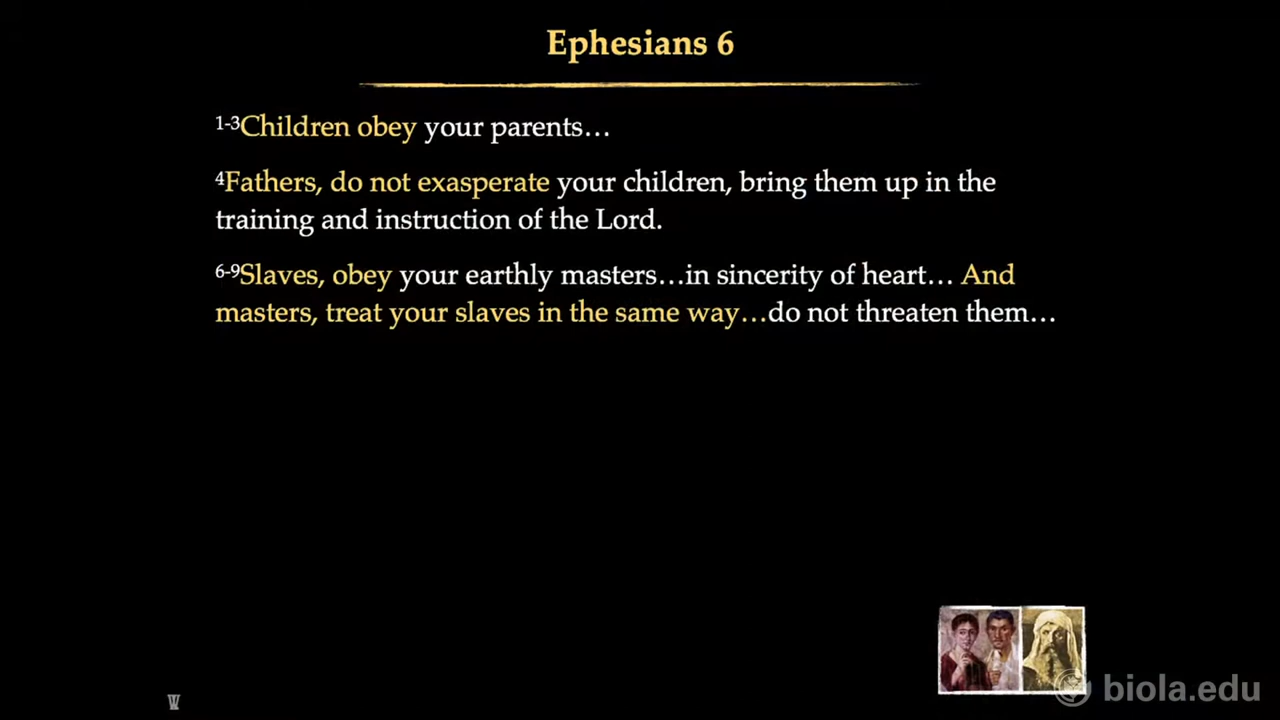 Ephesians 6
1-3Children obey your parents…
4Fathers, do not exasperate your children, bring them up in the
training and instruction of the Lord.
6-9Slaves, obey your earthly masters…in sincerity of heart… And
masters, treat your slaves in the same way…do not threaten them…
biola.edu